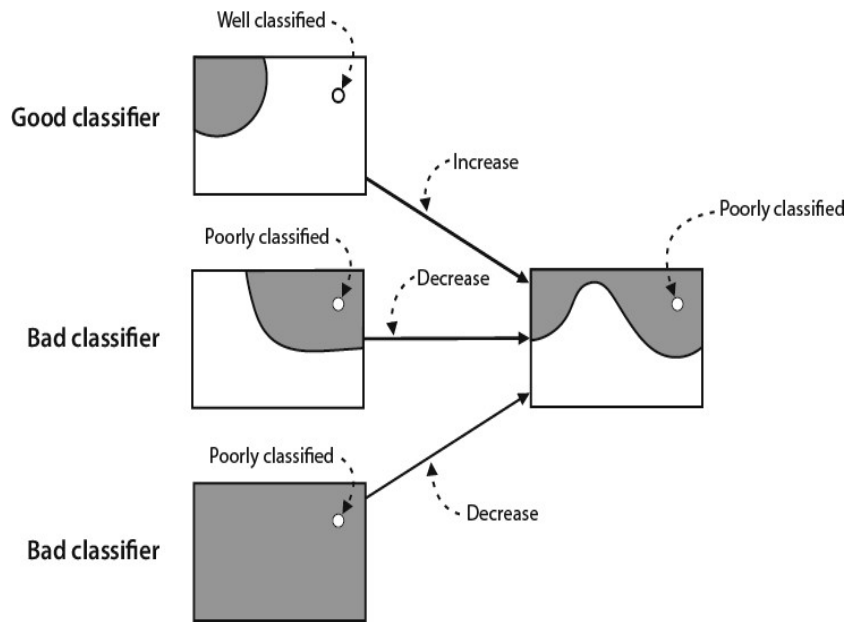 Well classified
Good classifier
Increase
Poorly classified
Poorly classified
Decrease
Bad classifier
Poorly classified
Decrease
Bad classifier